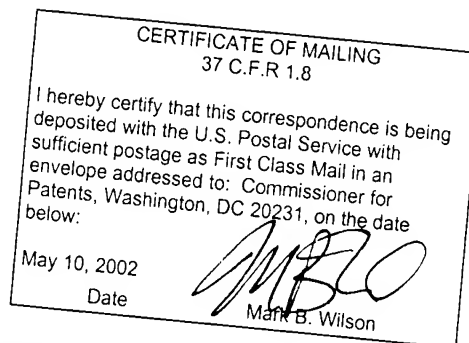 CERTIFICATE OF MAILING
37 C.F.R 1.8
I hereby certify that this correspondence is being
deposited with the U.S. Postal Service with
sufficient postage as First Class Mail in an
envelope addressed to: Commissioner for
Patents, Washington, DC 20231, on the date
below:
May 10, 2002
Date
Mark B. Wilson